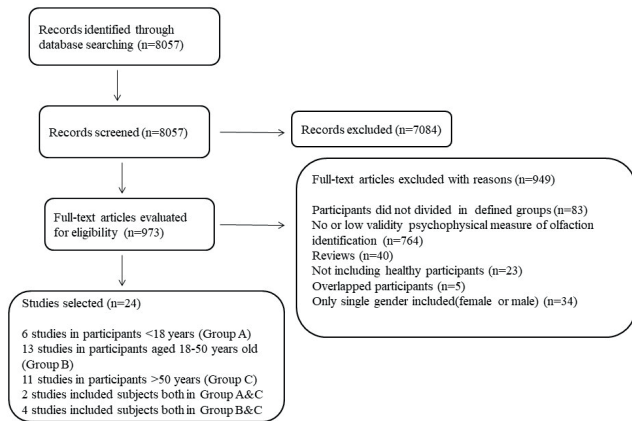 Records identified through
database searching (n=8057)
Records screened (n=8057)
Records excluded (n=7084)
Full-text articles evaluated
for eligibility (n=973)
Full-text articles excluded with reasons (n=949)
Participants did not divided in defined groups (n=83)
No or low validity psychophysical measure of olfaction
identification (n=764)
Reviews (n=40)
Not including healthy participants (n=23)
Overlapped participants (n=5)
Only single gender included(female or male) (n=34)
Studies selected (n=24)
6 studies in participants <18 years (Group A)
13 studies in participants aged 18-50 years old
(Group B)
11 studies in participants >50 years (Group C)
2 studies included subjects both in Group A&C
4 studies included subjects both in Group B&C